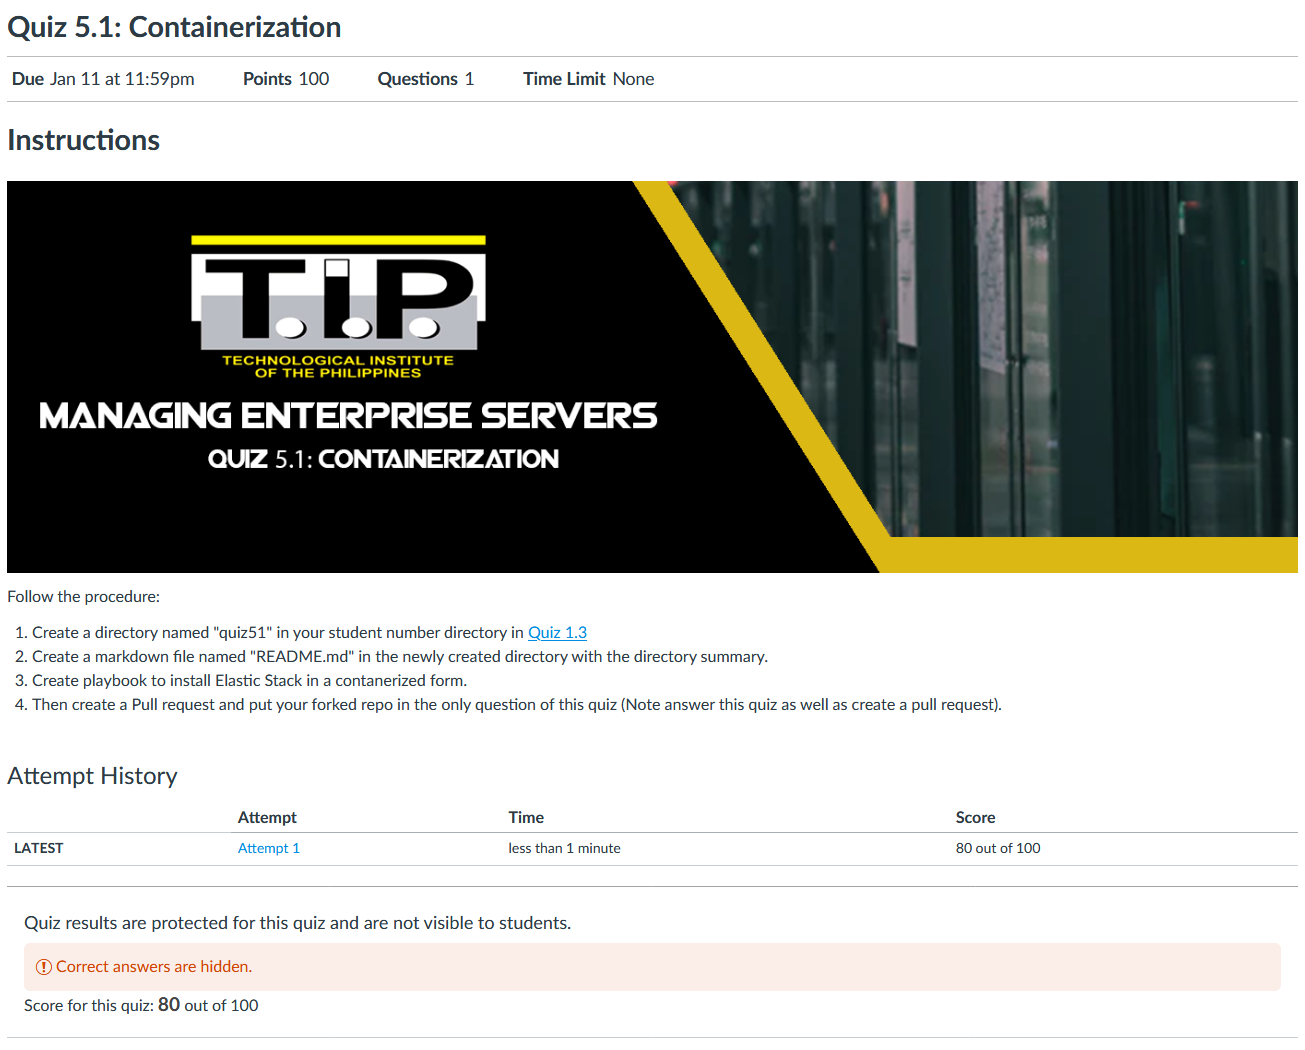 Quiz 5.1: Containerization
Due Jan 11 at 11:59pm Points 100 Questions 1 Time Limit None
Instructions
T.I.P.
TECHNOLOGICAL INSTITUTE
OF THE PHILIPPINES
MANAGING ENTERPRISE SERVERS
QUIZ 5.1: CONTAINERIZATION
Follow the procedure:
1. Create a directory named "quiz51" in your student number directory in Quiz 1.3
2. Create a markdown file named "README.md" in the newly created directory with the directory summary.
3. Create playbook to install Elastic Stack in a contanerized form.
4. Then create a Pull request and put your forked repo in the only question of this quiz (Note answer this quiz as well as create a pull request).
Attempt History
Attempt Time Score
LATEST Attempt 1 less than 1 minute 80 out of 100
Quiz results are protected for this quiz and are not visible to students.
Correct answers are hidden.
Score for this quiz: 80 out of 100